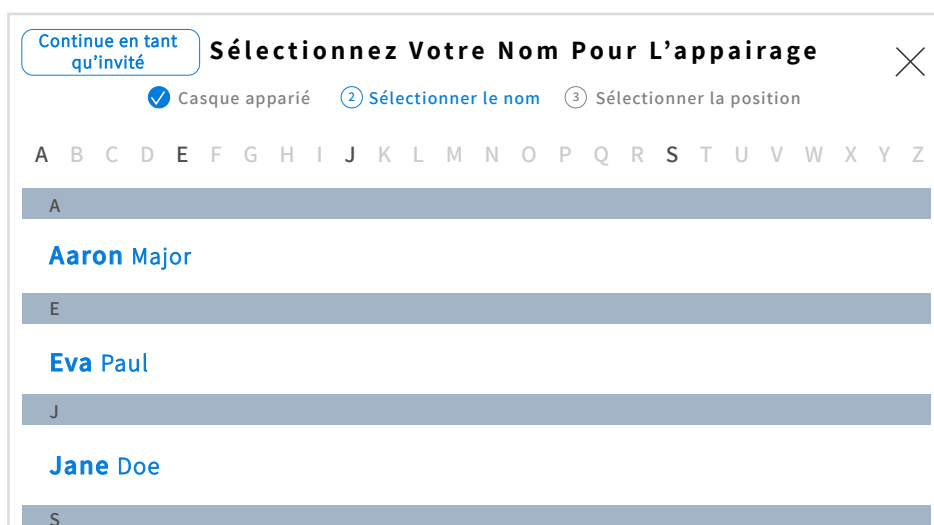 Continue en tant
qu'invité
Sélectionnez Votre Nom Pour L'appairage
Casque apparié 2 Sélectionner le nom 3 Sélectionner la position
A B C D E F G H I J K L M N O P Q R S T U V W X Y Z
A
Aaron Major
E
Eva Paul
J
Jane Doe
S